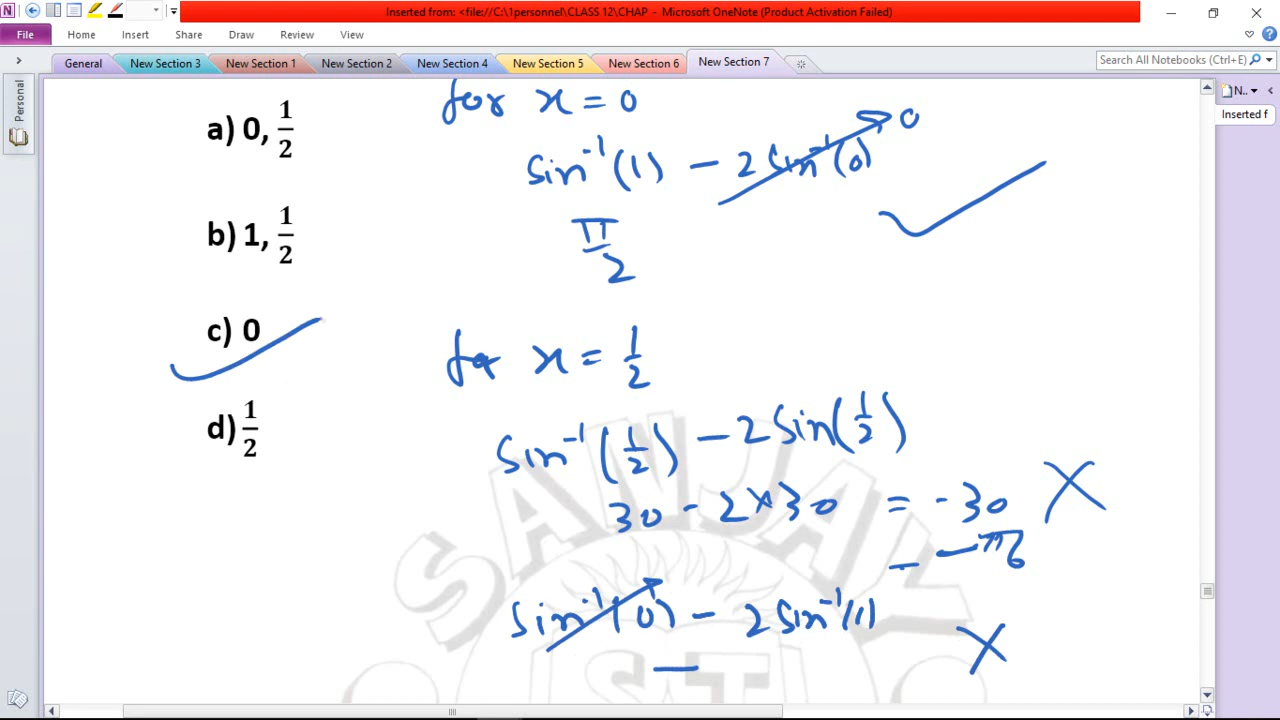 Inserted from: <file://C:\1personnel\CLASS 12\CHAP - Microsoft OneNote (Product Activation Failed)
File Home Insert Share Draw Review View
General New Section 3 New Section 1 New Section 2 New Section 4 New Section 5 New Section 6 New Section 7
Search All Notebooks (Ctrl+E)
Personal
N..
Inserted f
a) 0, 1/2
b) 1, 1/2
c) 0
d) 1/2
for x = 0
sin⁻¹(1) − 2 sin⁻¹(0) 0
π/2
for x = 1/2
sin⁻¹(1/2) − 2 sin(1/2)
30 - 2×30 = -30
= -π/6
sin⁻¹(0) − 2 sin⁻¹(1)
SANJAL